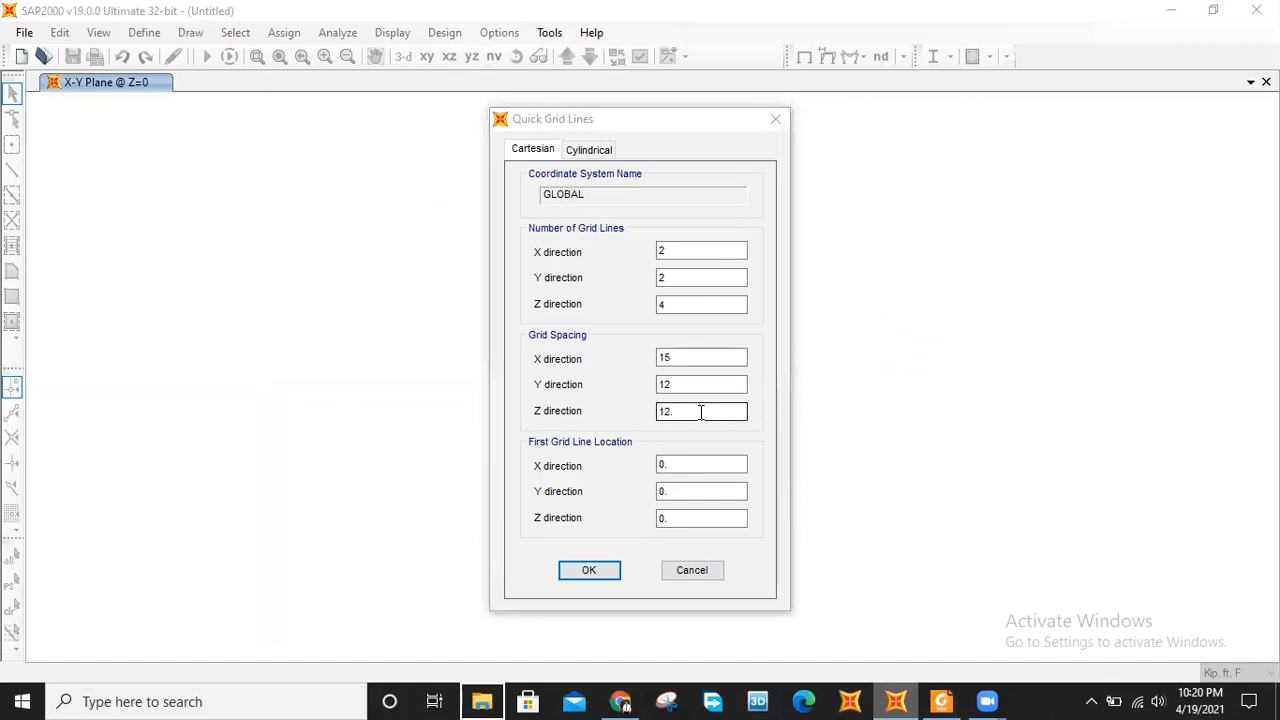 SAP2000 v19.0.0 Ultimate 32-bit - (Untitled)
File Edit View Define Draw Select Assign Analyze Display Design Options Tools Help
3-d xy xz yz nv nd
X-Y Plane @ Z=0
Quick Grid Lines
Cartesian Cylindrical
Coordinate System Name
GLOBAL
Number of Grid Lines
X direction 2
Y direction 2
Z direction 4
Grid Spacing
X direction 15
Y direction 12
Z direction 12.
First Grid Line Location
X direction 0.
Y direction 0.
Z direction 0.
OK Cancel
all
PS
clr
Activate Windows
Go to Settings to activate Windows.
Kip, ft, F
Type here to search
3D
10:20 PM
4/19/2021